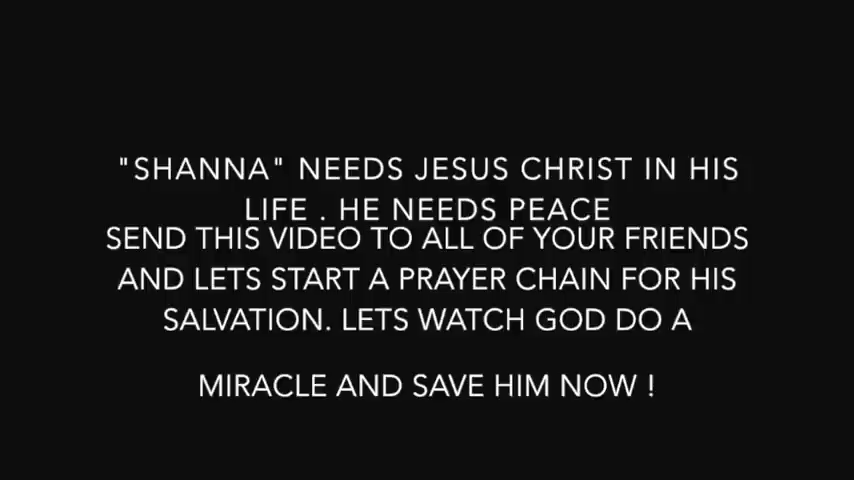 "SHANNA" NEEDS JESUS CHRIST IN HIS
LIFE . HE NEEDS PEACE
SEND THIS VIDEO TO ALL OF YOUR FRIENDS
AND LETS START A PRAYER CHAIN FOR HIS
SALVATION. LETS WATCH GOD DO A
MIRACLE AND SAVE HIM NOW !